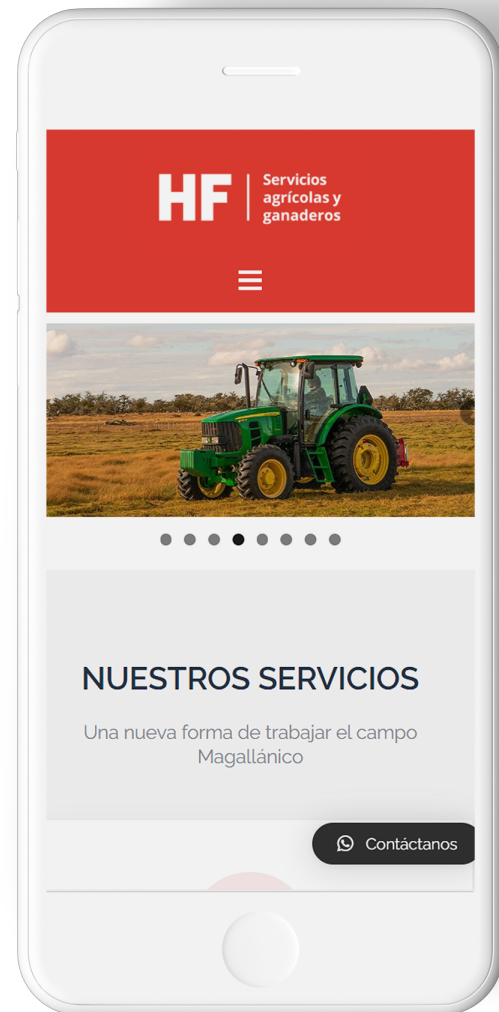 HF
Servicios
agrícolas y
ganaderos
NUESTROS SERVICIOS
Una nueva forma de trabajar el campo
Magallánico
Contáctanos